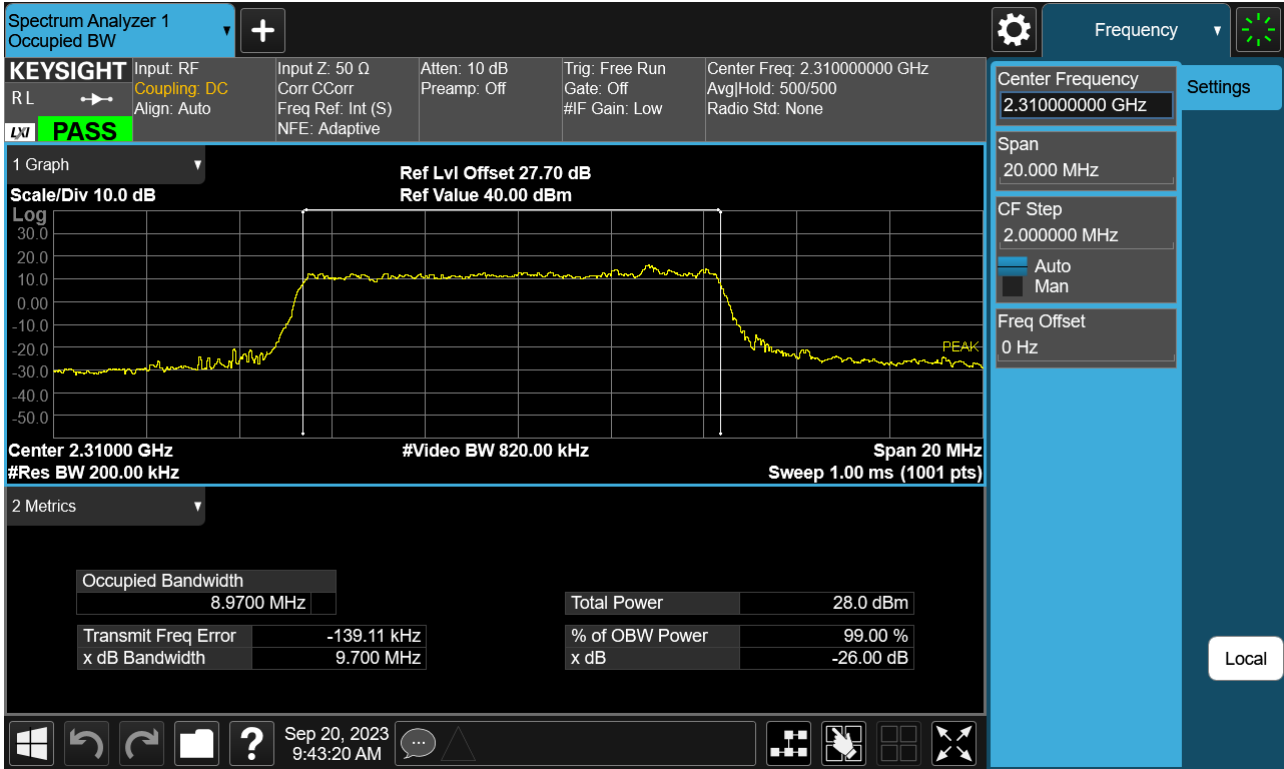 Spectrum Analyzer 1
Occupied BW
Frequency
KEYSIGHT
R L
LXI
PASS
Input: RF
Coupling: DC
Align: Auto
Input Z: 50 Ω
Corr CCorr
Freq Ref: Int (S)
NFE: Adaptive
Atten: 10 dB
Preamp: Off
Trig: Free Run
Gate: Off
#IF Gain: Low
Center Freq: 2.310000000 GHz
Avg|Hold: 500/500
Radio Std: None
1 Graph
Scale/Div 10.0 dB
Ref Lvl Offset 27.70 dB
Ref Value 40.00 dBm
Log
30.0
20.0
10.0
0.00
-10.0
-20.0
-30.0
-40.0
-50.0
PEAK
Center 2.31000 GHz
#Video BW 820.00 kHz
Span 20 MHz
#Res BW 200.00 kHz
Sweep 1.00 ms (1001 pts)
2 Metrics
Occupied Bandwidth
8.9700 MHz
Total Power 28.0 dBm
Transmit Freq Error -139.11 kHz
% of OBW Power 99.00 %
x dB Bandwidth 9.700 MHz
x dB -26.00 dB
Center Frequency
2.310000000 GHz
Settings
Span
20.000 MHz
CF Step
2.000000 MHz
Auto
Man
Freq Offset
0 Hz
Local
?
Sep 20, 2023
9:43:20 AM